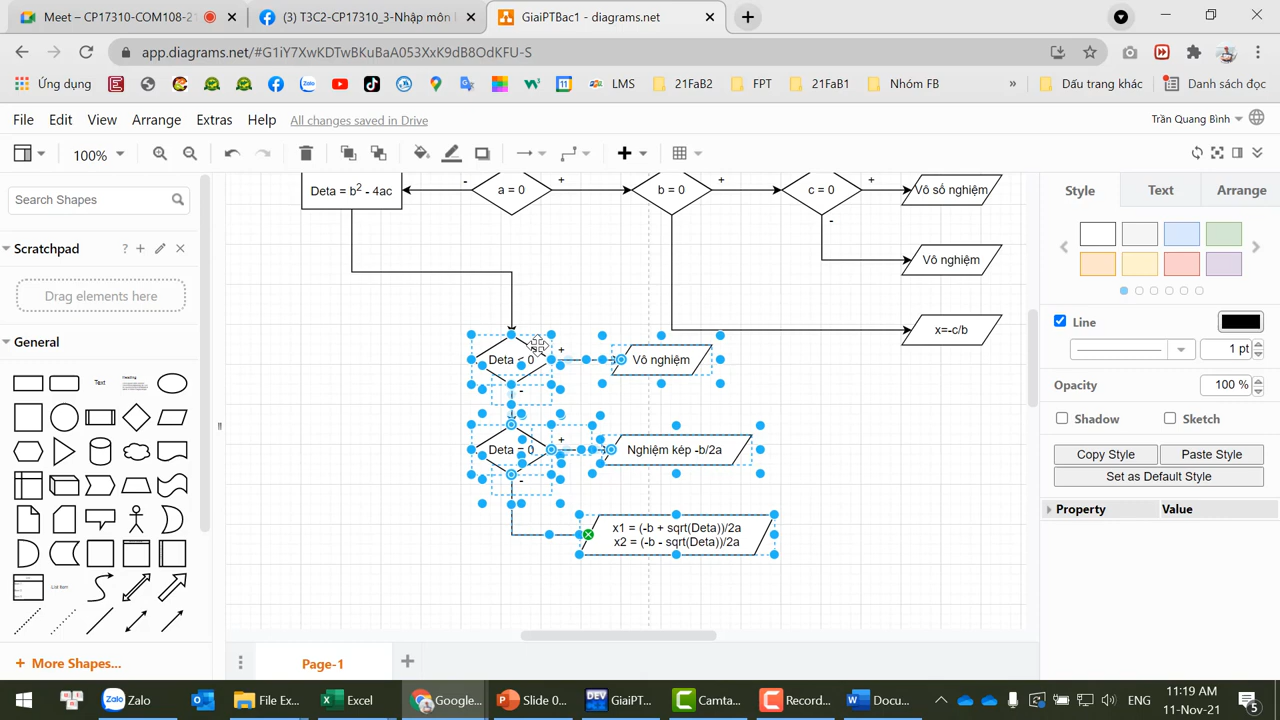 Meet – CP17310-COM108-2
(3) T3C2-CP17310_3-Nhập môn l
GiaiPTBac1 - diagrams.net
app.diagrams.net/#G1iY7XwKDTwBKuBaA053XxK9dB8OdKFU-S
Ứng dụng
LMS
21FaB2
FPT
21FaB1
Nhóm FB
»
Dấu trang khác
Danh sách đọc
File
Edit
View
Arrange
Extras
Help
All changes saved in Drive
Trần Quang Bình
100%
Search Shapes
Scratchpad
?
Drag elements here
General
Text
Heading
List Item
+ More Shapes...
Deta = b2 - 4ac
-
a = 0
+
b = 0
+
c = 0
+
Vô số nghiệm
-
Vô nghiệm
x=-c/b
Deta < 0
+
Vô nghiệm
-
Deta = 0
+
Nghiệm kép -b/2a
-
x1 = (-b + sqrt(Deta))/2a
x2 = (-b - sqrt(Deta))/2a
Page-1
Style
Text
Arrange
Line
1 pt
Opacity
100 %
Shadow
Sketch
Copy Style
Paste Style
Set as Default Style
Property
Value
Zalo
File Ex...
Excel
Google...
Slide 0...
GiaiPT...
Camta...
Record...
Docu...
ENG
11:19 AM
11-Nov-21
5